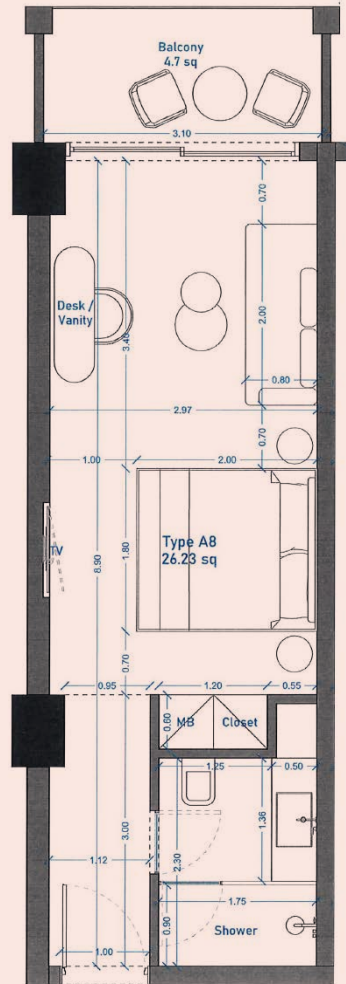 Balcony
4.7 sq
3.10
0.70
Desk /
Vanity
3.40
2.00
0.80
2.97
0.70
1.00
2.00
TV
8.90
1.80
Type A8
26.23 sq
0.70
0.95
1.20
0.55
0.60
MB
Closet
1.25
0.50
3.00
1.36
1.12
2.30
1.75
0.90
Shower
1.00